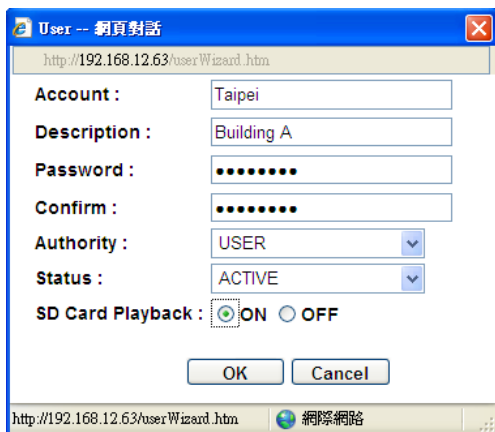 User -- 網頁對話
http://192.168.12.63/userWizard.htm
Account : Taipei
Description : Building A
Password : ●●●●●●●●
Confirm : ●●●●●●●●
Authority : USER
Status : ACTIVE
SD Card Playback : ON OFF
OK Cancel
http://192.168.12.63/userWizard.htm 網際網路